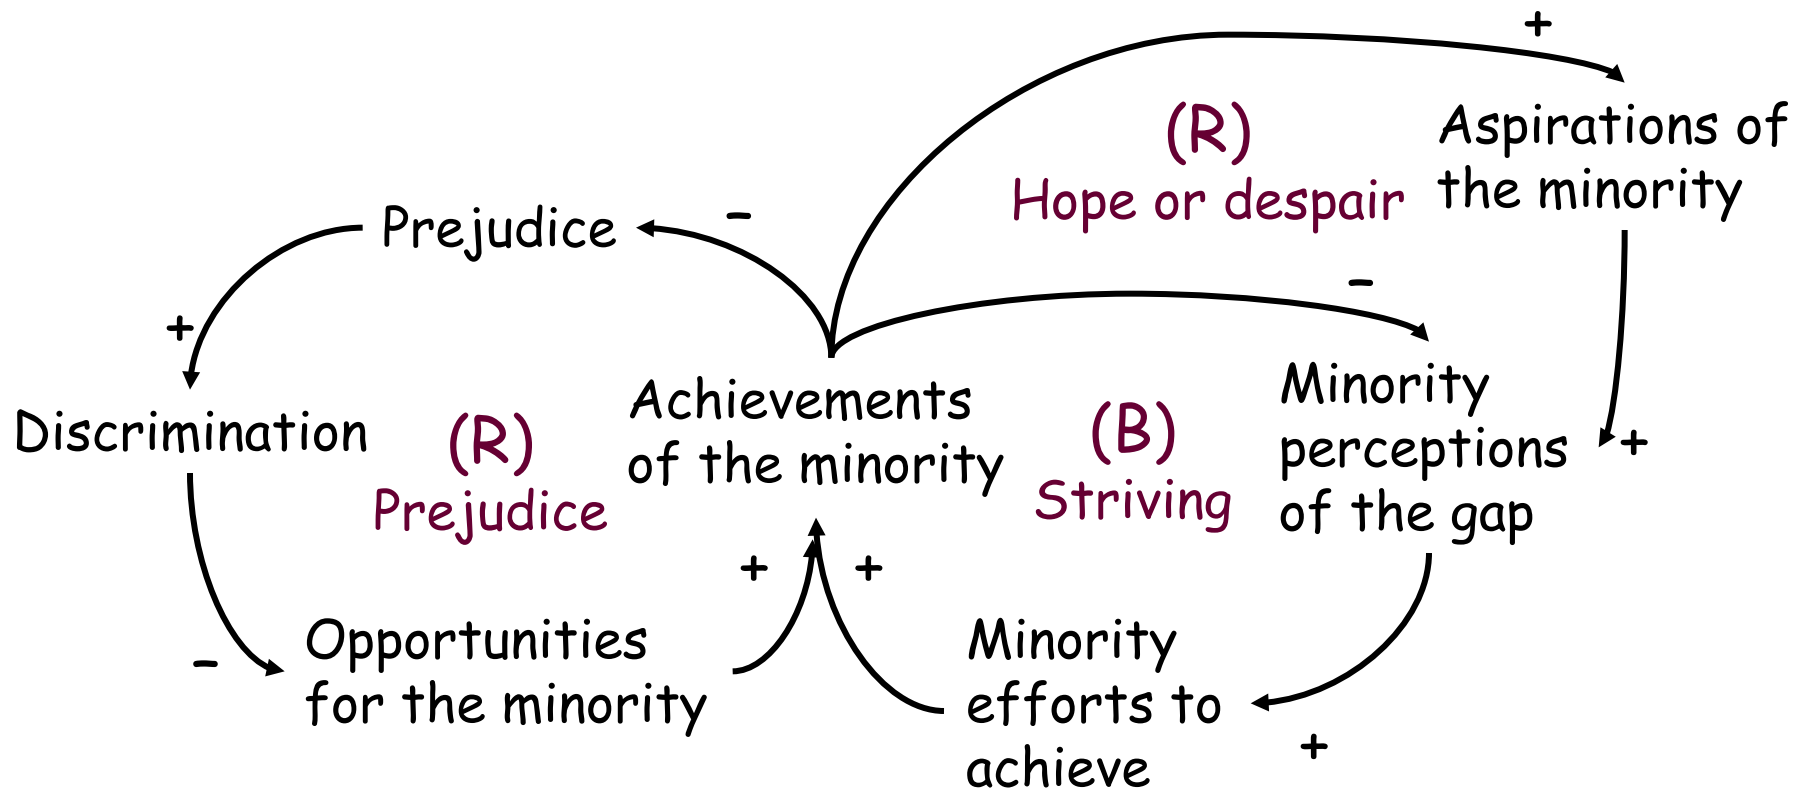 +
(R)
Hope or despair
Aspirations of
the minority
Prejudice
-
+
-
Discrimination
(R)
Prejudice
Achievements
of the minority
(B)
Striving
Minority
perceptions
of the gap
+
+
+
-
Opportunities
for the minority
Minority
efforts to
achieve
+